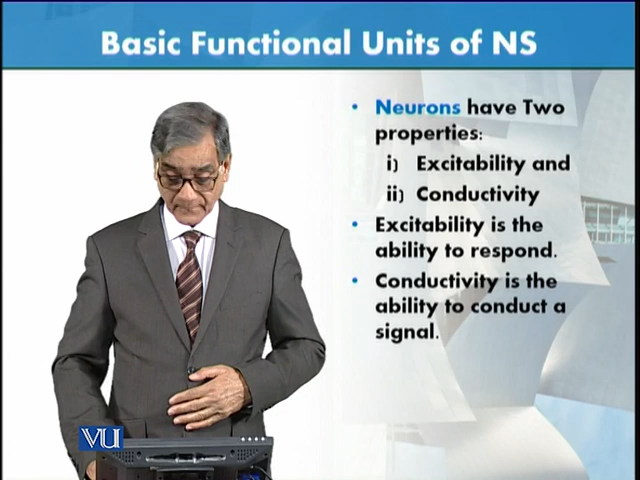 Basic Functional Units of NS
• Neurons have Two
properties:
i) Excitability and
ii) Conductivity
• Excitability is the
ability to respond.
• Conductivity is the
ability to conduct a
signal.
VU